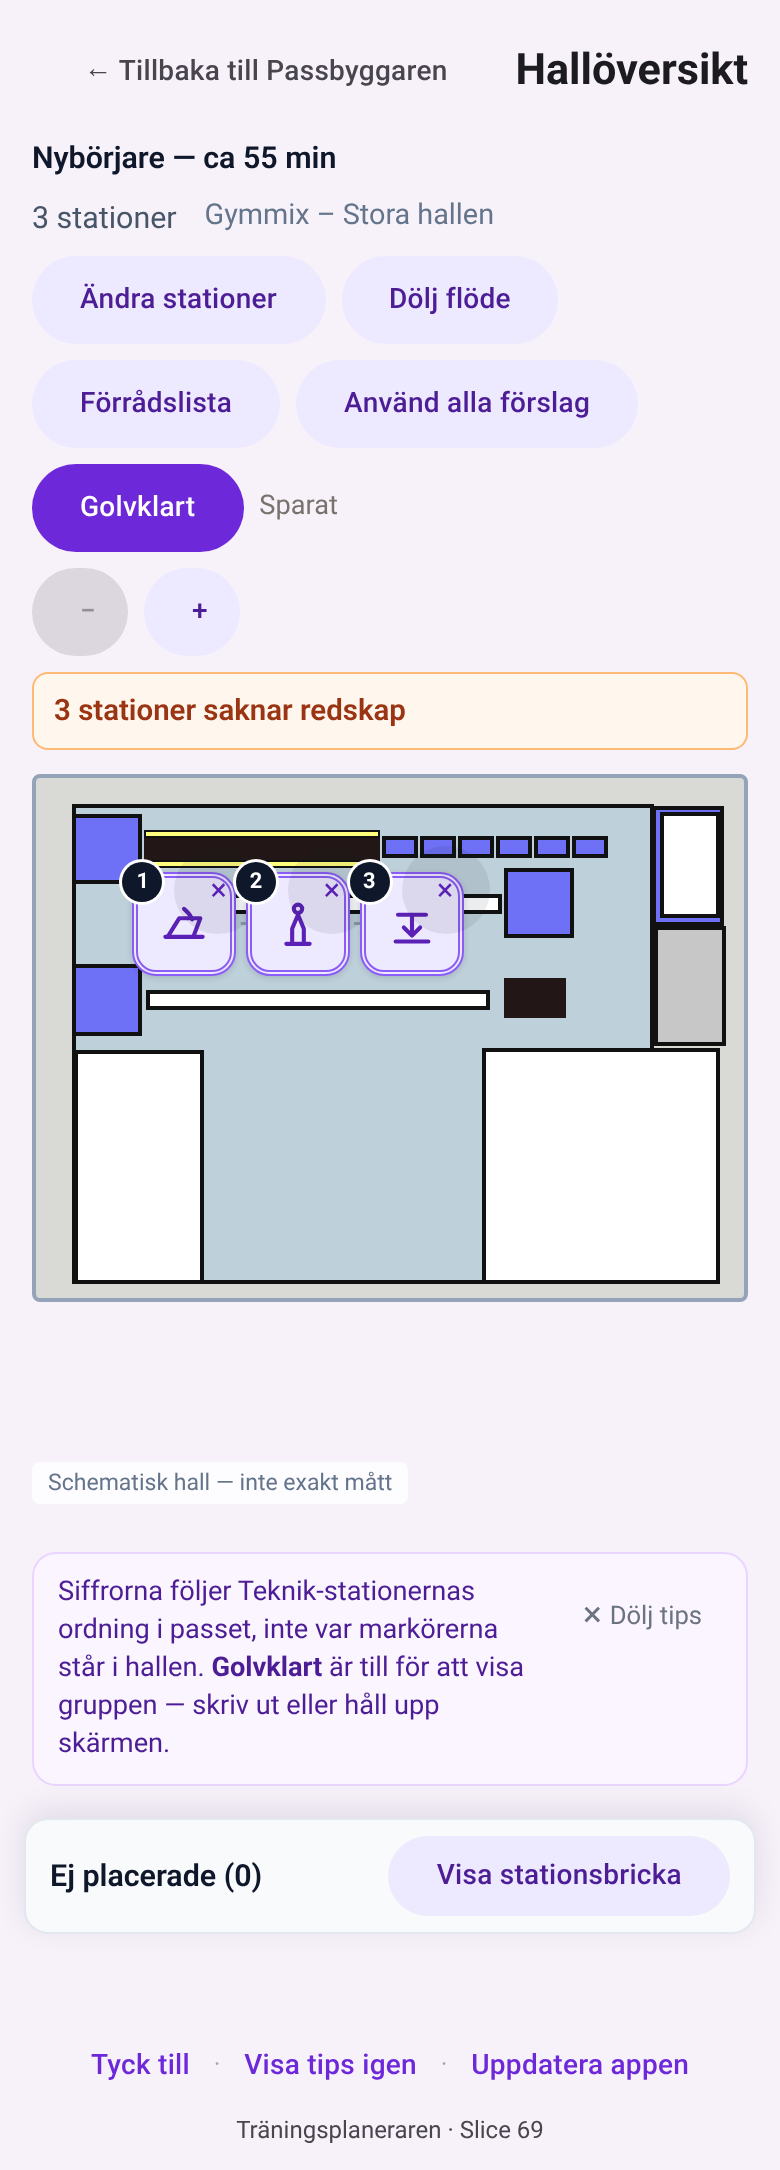 ← Tillbaka till Passbyggaren
Hallöversikt
Nybörjare — ca 55 min
3 stationer
Gymmix – Stora hallen
Ändra stationer
Dölj flöde
Förrådslista
Använd alla förslag
Golvklart
Sparat
−
+
3 stationer saknar redskap
1 ×
2 ×
3 ×
Schematisk hall — inte exakt mått
Siffrorna följer Teknik-stationernas
ordning i passet, inte var markörerna
står i hallen. Golvklart är till för att visa
gruppen — skriv ut eller håll upp
skärmen.
✕ Dölj tips
Ej placerade (0)
Visa stationsbricka
Tyck till · Visa tips igen · Uppdatera appen
Träningsplaneraren · Slice 69